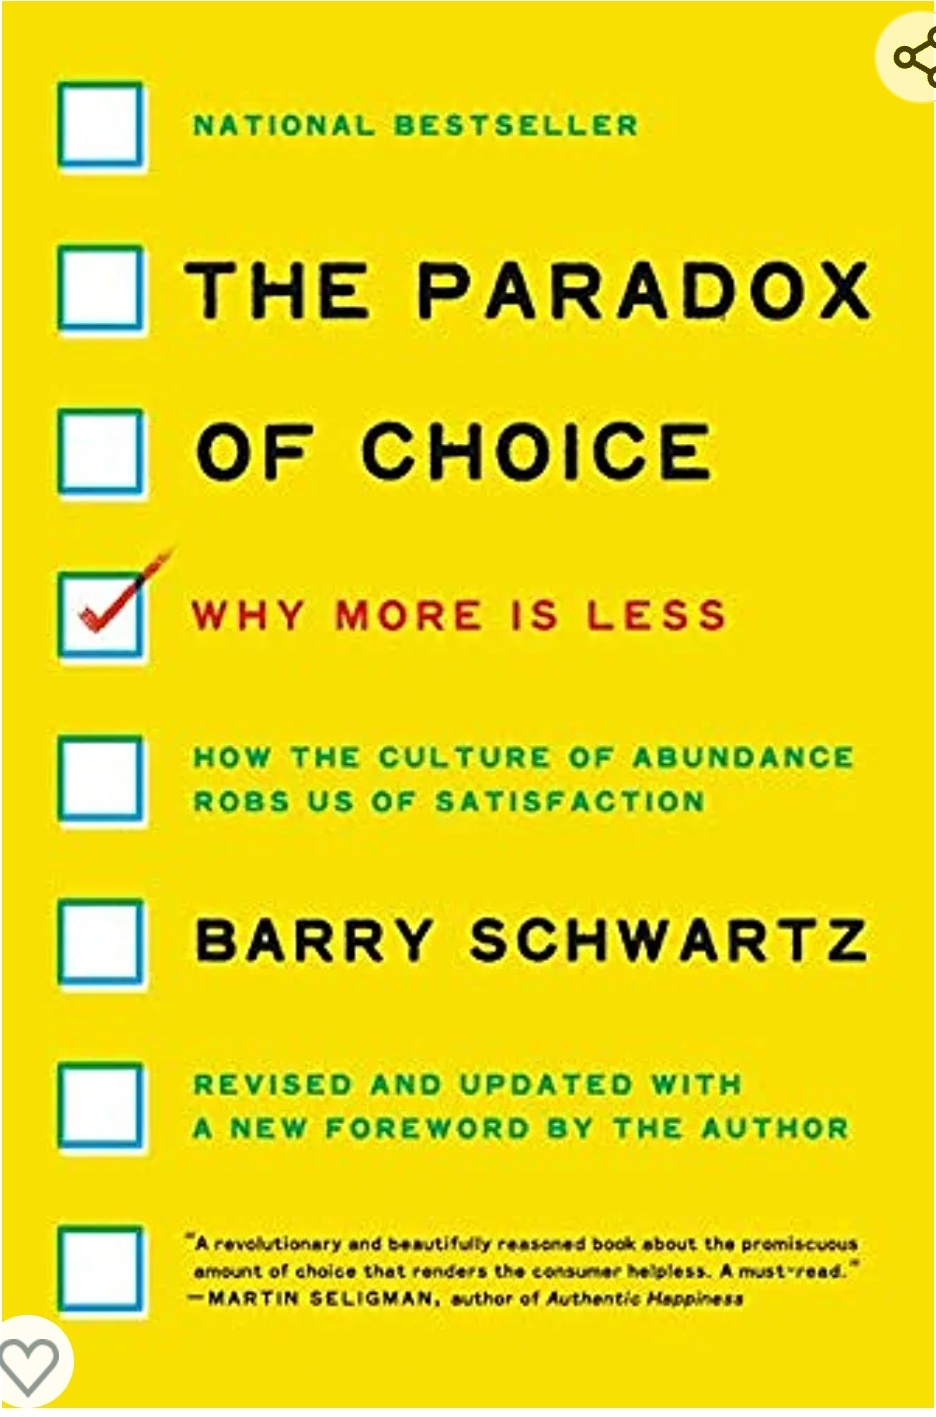 NATIONAL BESTSELLER
THE PARADOX
OF CHOICE
WHY MORE IS LESS
HOW THE CULTURE OF ABUNDANCE
ROBS US OF SATISFACTION
BARRY SCHWARTZ
REVISED AND UPDATED WITH
A NEW FOREWORD BY THE AUTHOR
"A revolutionary and beautifully reasoned book about the promiscuous
amount of choice that renders the consumer helpless. A must-read."
—MARTIN SELIGMAN, author of Authentic Happiness